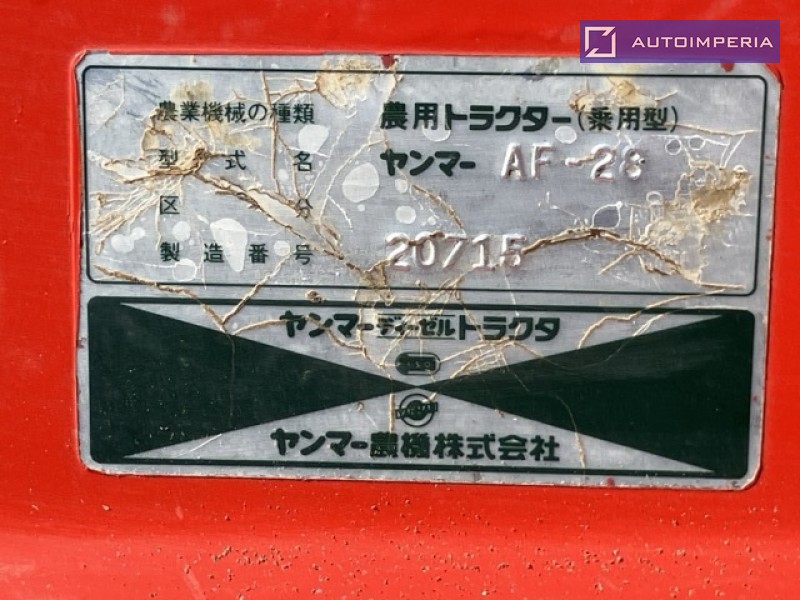 AUTOIMPERIA
農業機械の種類 農用トラクター(乗用型)
型式名 ヤンマー AF-28
区分
製造番号 20715
ヤンマーディーゼルトラクタ
YANMAR
ヤンマー農機株式会社